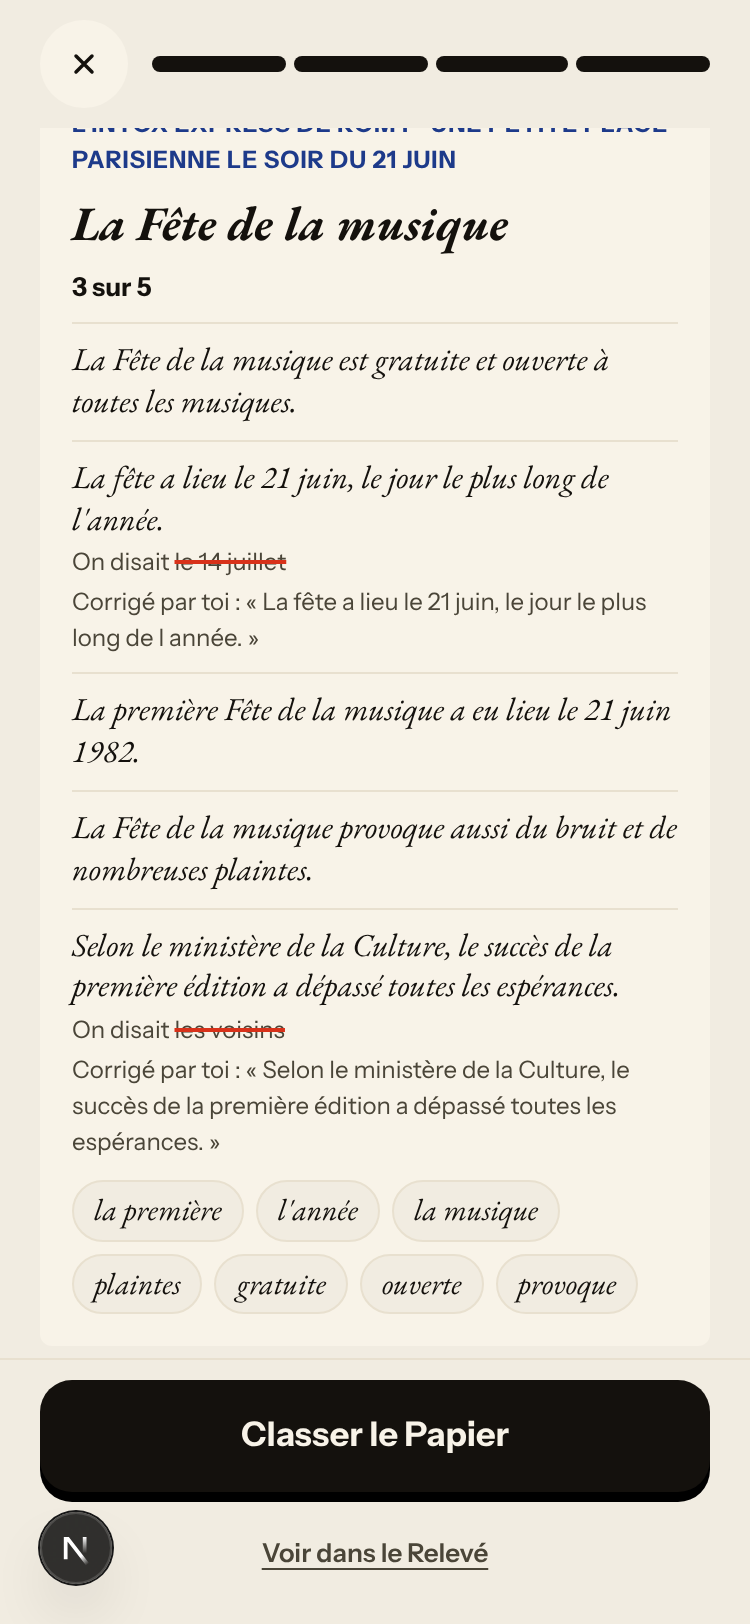 L'INTOX EXPRESS DE ROMY · UNE PETITE PLACE
PARISIENNE LE SOIR DU 21 JUIN
La Fête de la musique
3 sur 5
La Fête de la musique est gratuite et ouverte à
toutes les musiques.
La fête a lieu le 21 juin, le jour le plus long de
l'année.
On disait le 14 juillet
Corrigé par toi : « La fête a lieu le 21 juin, le jour le plus
long de l année. »
La première Fête de la musique a eu lieu le 21 juin
1982.
La Fête de la musique provoque aussi du bruit et de
nombreuses plaintes.
Selon le ministère de la Culture, le succès de la
première édition a dépassé toutes les espérances.
On disait les voisins
Corrigé par toi : « Selon le ministère de la Culture, le
succès de la première édition a dépassé toutes les
espérances. »
la première l'année la musique
plaintes gratuite ouverte provoque
Classer le Papier
N
Voir dans le Relevé